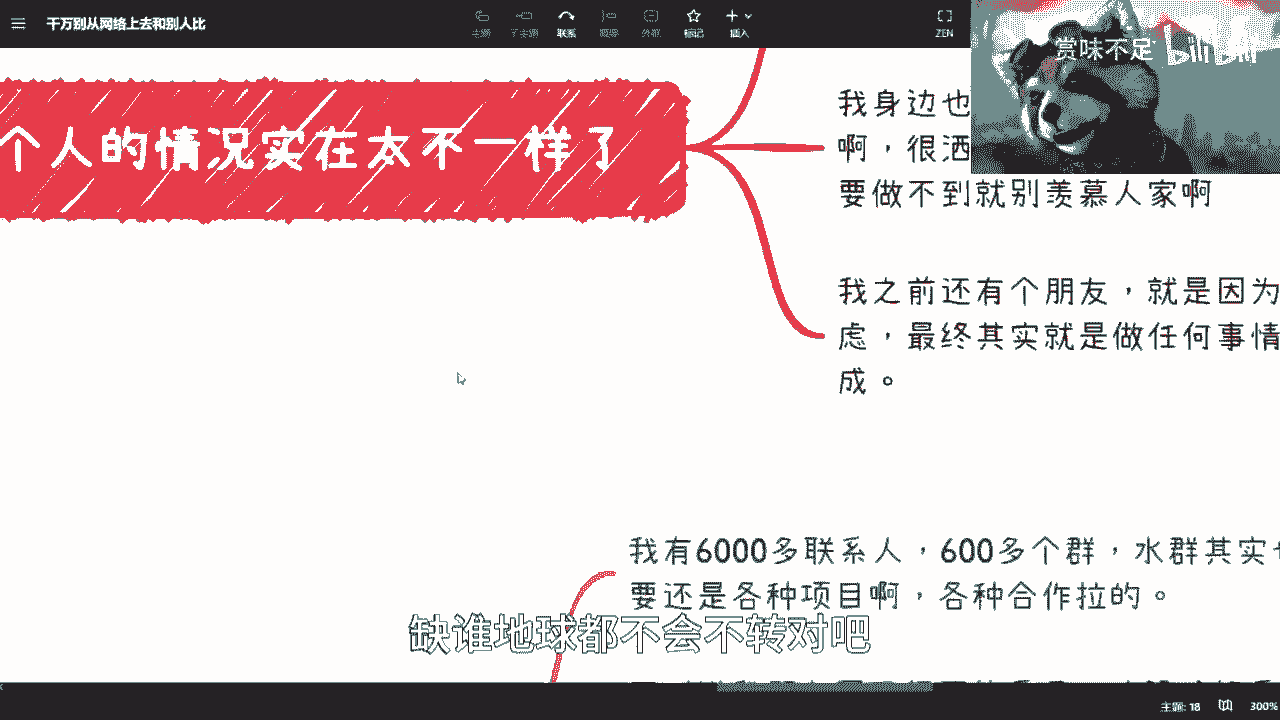 千万别从网络上去和别人比
主题
子主题
联系
概要
外框
标记
插入
ZEN
赏味不足
bilibili
个人的情况实在太不一样了
我身边也
啊，很洒
要做不到就别羡慕人家啊
我之前还有个朋友，就是因为
虑，最终其实就是做任何事情
成。
我有6000多联系人，600多个群，水群其实
要还是各种项目啊，各种合作拉的。
缺谁地球都不会不转对吧
主题: 18
300%